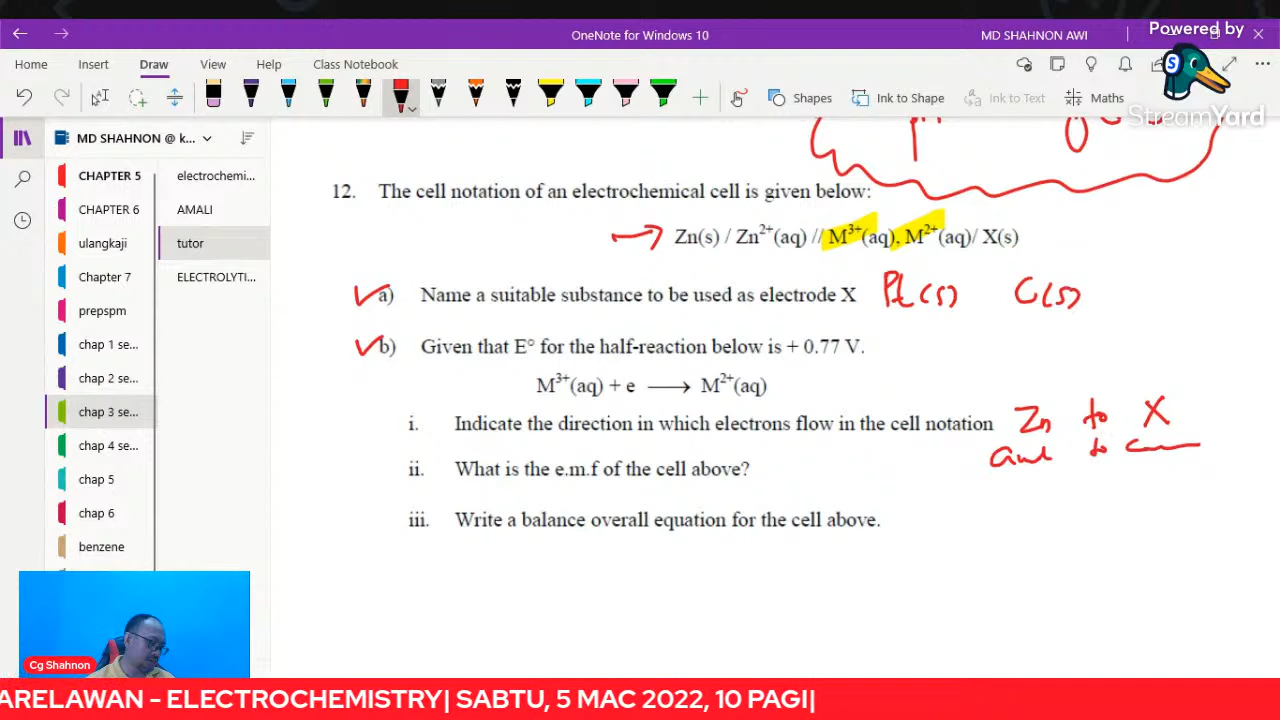 OneNote for Windows 10
MD SHAHNON AWI
Powered by
Home Insert Draw View Help Class Notebook
StreamYard
Shapes Ink to Shape Ink to Text Maths
MD SHAHNON @ k...
CHAPTER 5
CHAPTER 6
ulangkaji
Chapter 7
prepspm
chap 1 se...
chap 2 se...
chap 3 se...
chap 4 se...
chap 5
chap 6
benzene
electrochemi...
AMALI
tutor
ELECTROLYTI...
12. The cell notation of an electrochemical cell is given below:
Zn(s) / Zn²⁺(aq) // M³⁺(aq), M²⁺(aq)/ X(s)
a) Name a suitable substance to be used as electrode X Pt(s) C(s)
b) Given that E° for the half-reaction below is + 0.77 V.
M³⁺(aq) + e ⟶ M²⁺(aq)
i. Indicate the direction in which electrons flow in the cell notation Zn to X
to
ii. What is the e.m.f of the cell above?
iii. Write a balance overall equation for the cell above.
Cg Shahnon
ARELAWAN - ELECTROCHEMISTRY| SABTU, 5 MAC 2022, 10 PAGI|